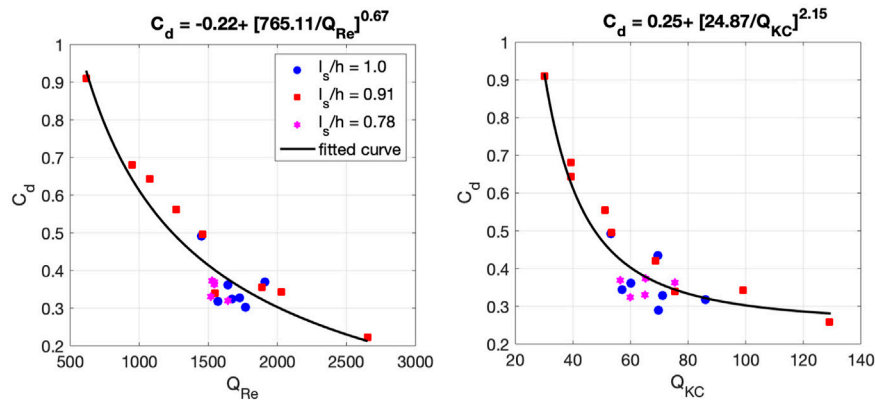 C_d = -0.22+ [765.11/Q_Re]^0.67
1
0.9
0.8
0.7
0.6
0.5
0.4
0.3
0.2
C_d
500 1000 1500 2000 2500 3000
Q_Re
l_s/h = 1.0
l_s/h = 0.91
l_s/h = 0.78
fitted curve
C_d = 0.25+ [24.87/Q_KC]^2.15
1
0.9
0.8
0.7
0.6
0.5
0.4
0.3
0.2
C_d
20 40 60 80 100 120 140
Q_KC